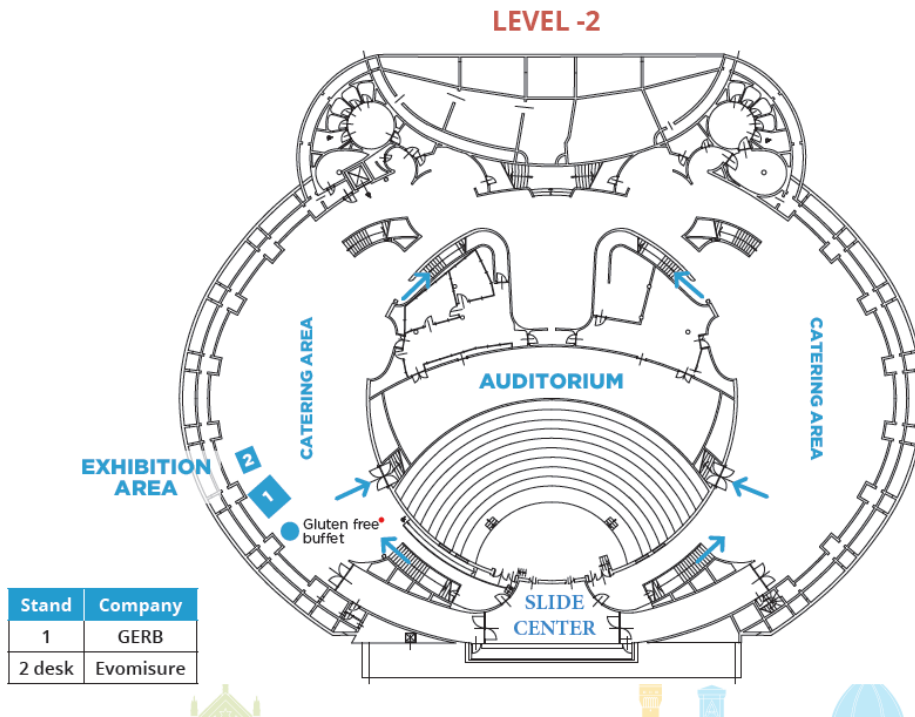 LEVEL -2
CATERING AREA
CATERING AREA
AUDITORIUM
EXHIBITION
AREA
2
1
Gluten free
buffet
SLIDE
CENTER
Stand Company
1 GERB
2 desk Evomisure